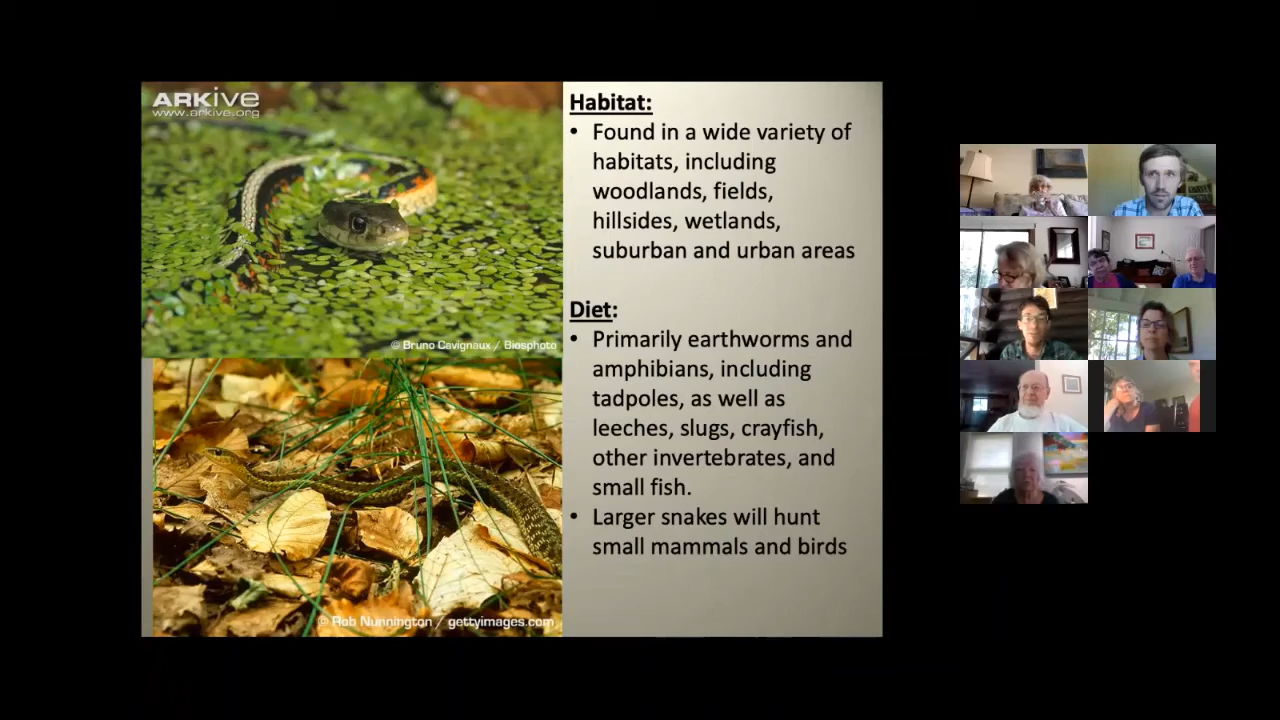 ARKive
www.arkive.org
© Bruno Cavignaux / Biosphoto
© Rob Nunnington / gettyimages.com
Habitat:
• Found in a wide variety of
habitats, including
woodlands, fields,
hillsides, wetlands,
suburban and urban areas
Diet:
• Primarily earthworms and
amphibians, including
tadpoles, as well as
leeches, slugs, crayfish,
other invertebrates, and
small fish.
• Larger snakes will hunt
small mammals and birds